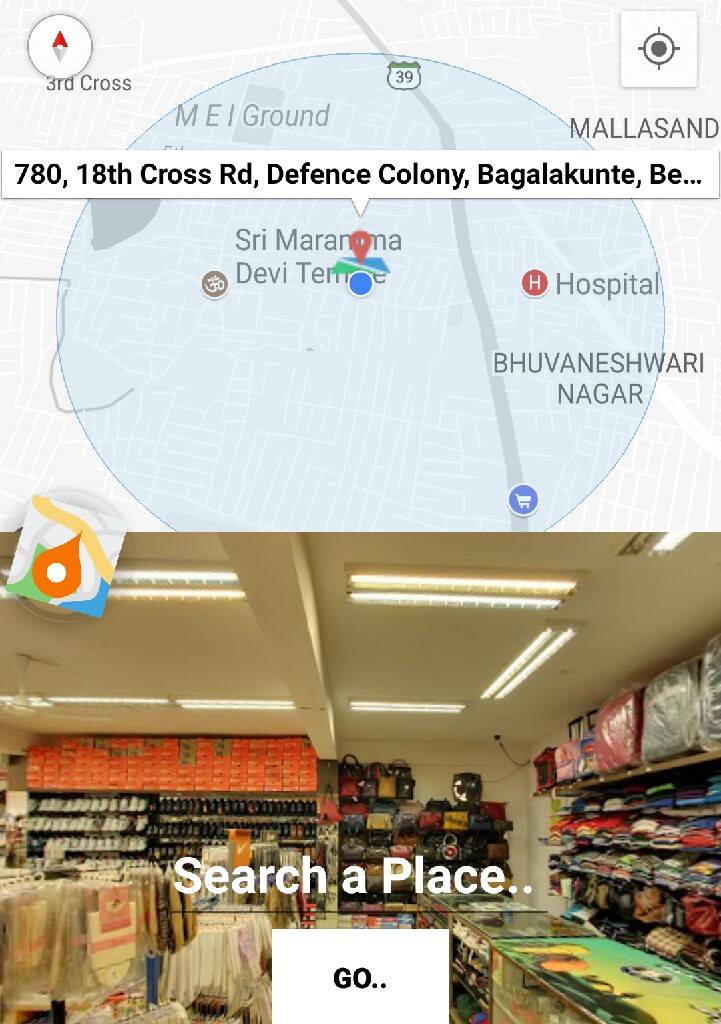 3rd Cross
39
M E I Ground
MALLASAND
780, 18th Cross Rd, Defence Colony, Bagalakunte, Be...
Sri Maramma
Devi Temple
ॐ
H Hospital
BHUVANESHWARI
NAGAR
Search a Place..
GO..